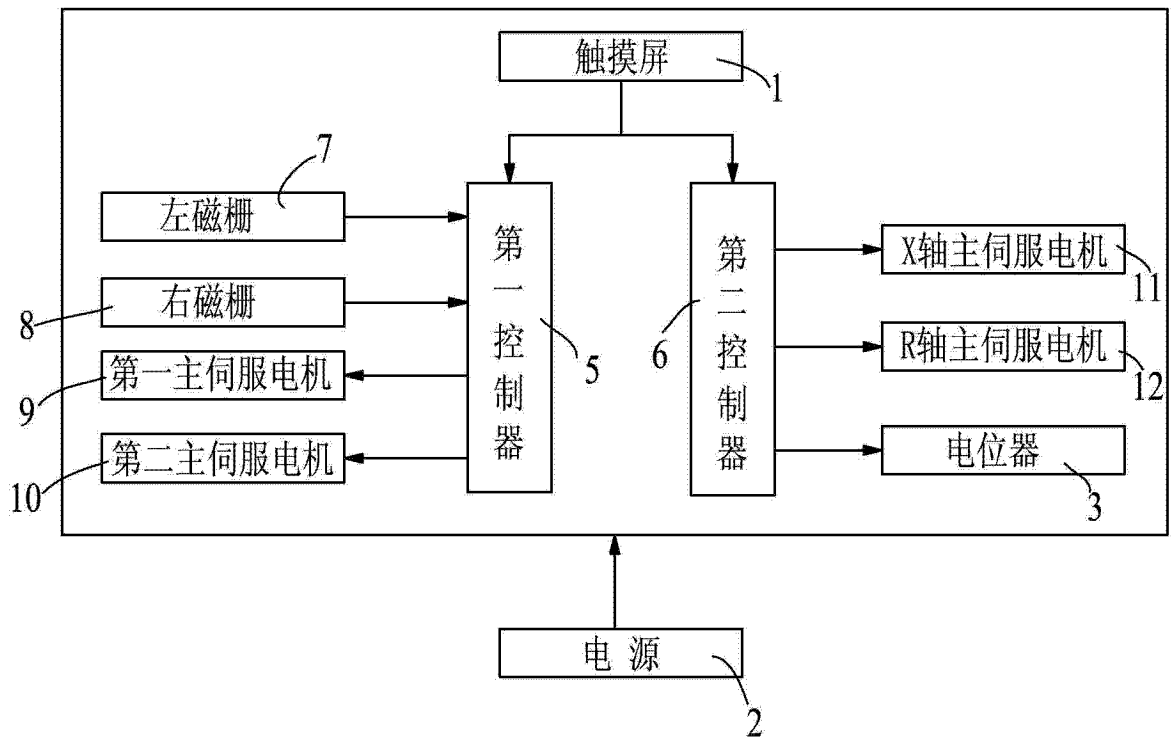 触摸屏
1
7
左磁栅
右磁栅
8
第一主伺服电机
9
第二主伺服电机
10
第一控制器
5
第二控制器
6
X轴主伺服电机
11
R轴主伺服电机
12
电位器
3
电 源
2